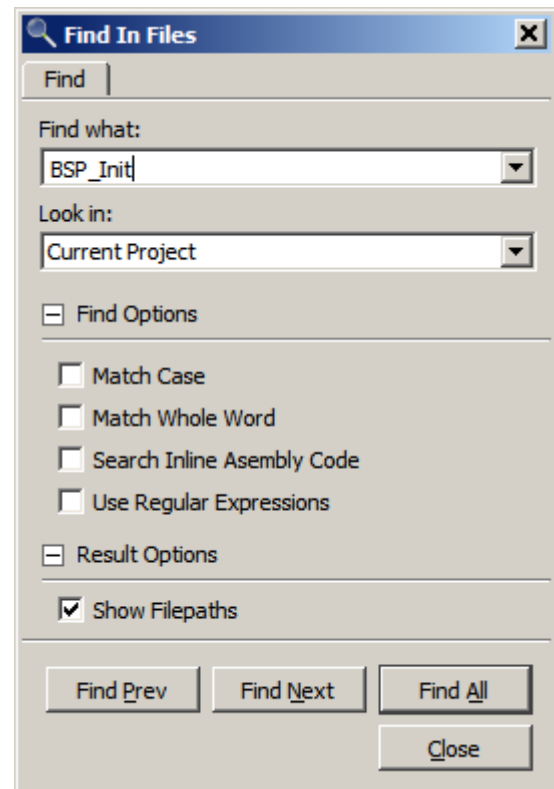 Find In Files
Find
Find what:
BSP_Init
Look in:
Current Project
Find Options
Match Case
Match Whole Word
Search Inline Asembly Code
Use Regular Expressions
Result Options
Show Filepaths
Find Prev Find Next Find All
Close